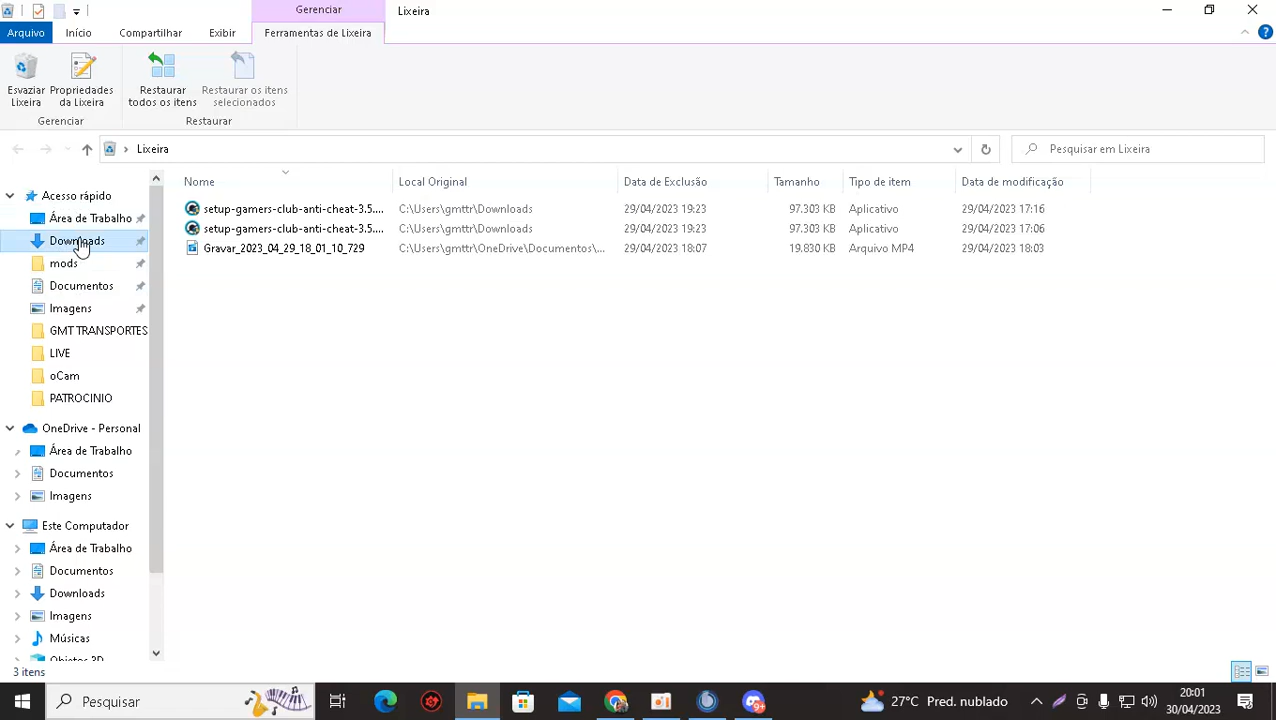 Gerenciar
Lixeira
Arquivo
Início
Compartilhar
Exibir
Ferramentas de Lixeira
Esvaziar Lixeira
Propriedades da Lixeira
Restaurar todos os itens
Restaurar os itens selecionados
Gerenciar
Restaurar
Lixeira
Pesquisar em Lixeira
Nome
Local Original
Data de Exclusão
Tamanho
Tipo de item
Data de modificação
setup-gamers-club-anti-cheat-3.5.... C:\Users\gmttr\Downloads 29/04/2023 19:23 97.303 KB Aplicativo 29/04/2023 17:16
setup-gamers-club-anti-cheat-3.5.... C:\Users\gmttr\Downloads 29/04/2023 19:23 97.303 KB Aplicativo 29/04/2023 17:06
Gravar_2023_04_29_18_01_10_729 C:\Users\gmttr\OneDrive\Documentos\... 29/04/2023 18:07 19.830 KB Arquivo MP4 29/04/2023 18:03
Acesso rápido
Área de Trabalho
Downloads
mods
Documentos
Imagens
GMT TRANSPORTES
LIVE
oCam
PATROCINIO
OneDrive - Personal
Área de Trabalho
Documentos
Imagens
Este Computador
Área de Trabalho
Documentos
Downloads
Imagens
Músicas
Objetos 3D
3 itens
Pesquisar
27°C Pred. nublado
20:01
30/04/2023